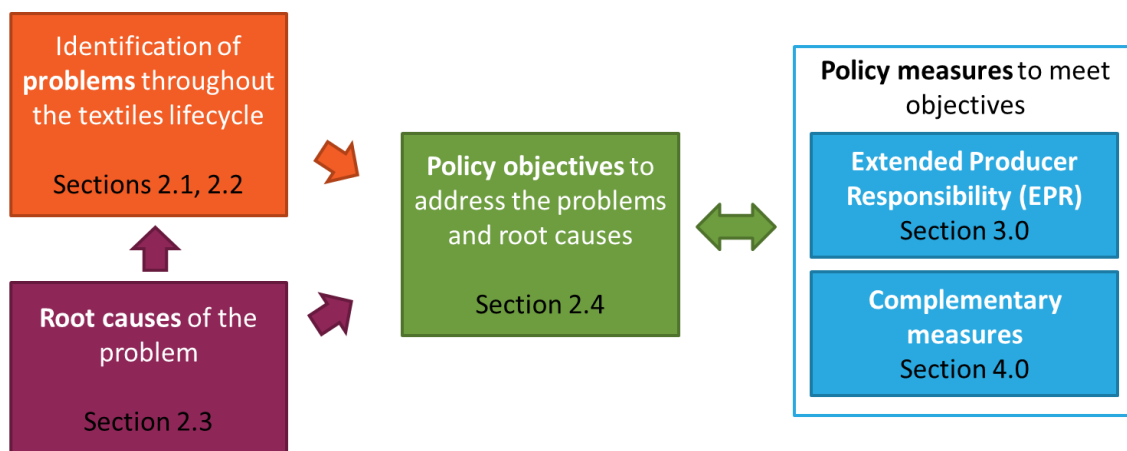 Identification of
problems throughout
the textiles lifecycle
Sections 2.1, 2.2
Root causes of the
problem
Section 2.3
Policy objectives to
address the problems
and root causes
Section 2.4
Policy measures to meet
objectives
Extended Producer
Responsibility (EPR)
Section 3.0
Complementary
measures
Section 4.0